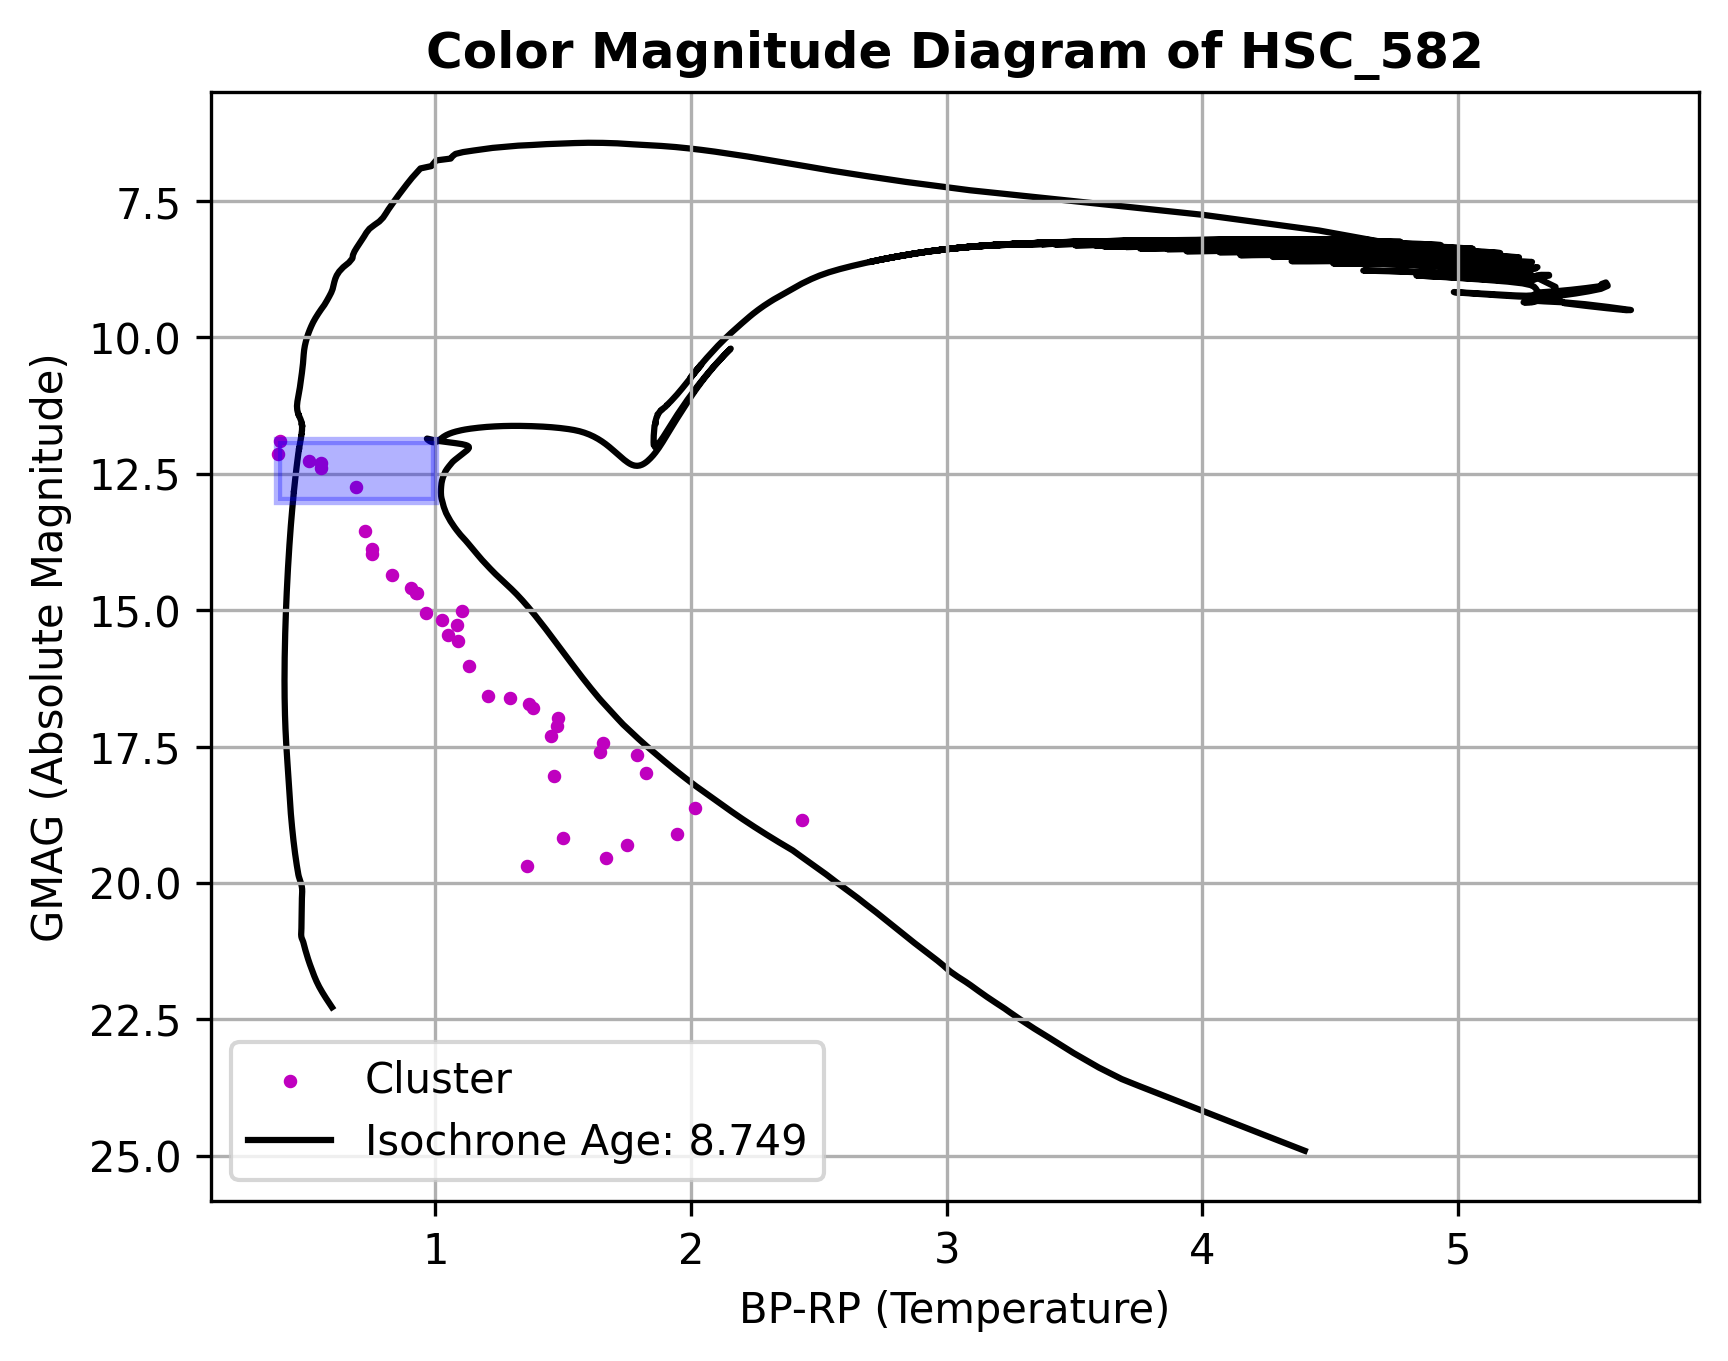 Color Magnitude Diagram of HSC_582
GMAG (Absolute Magnitude)
7.5
10.0
12.5
15.0
17.5
20.0
22.5
25.0
Cluster
Isochrone Age: 8.749
1 2 3 4 5
BP-RP (Temperature)